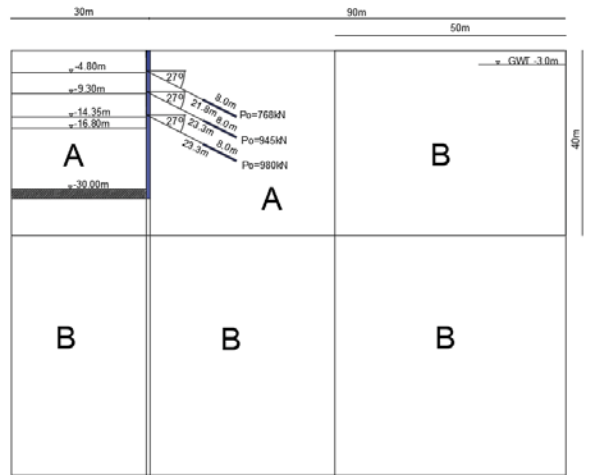 30m
90m
50m
-4.80m
GWT -3.0m
-9.30m
27°
8.0m
Po=768kN
-14.35m
27°
21.8m
8.0m
Po=945kN
-16.80m
27°
23.3m
8.0m
Po=980kN
23.3m
40m
A
B
-30.00m
A
B
B
B